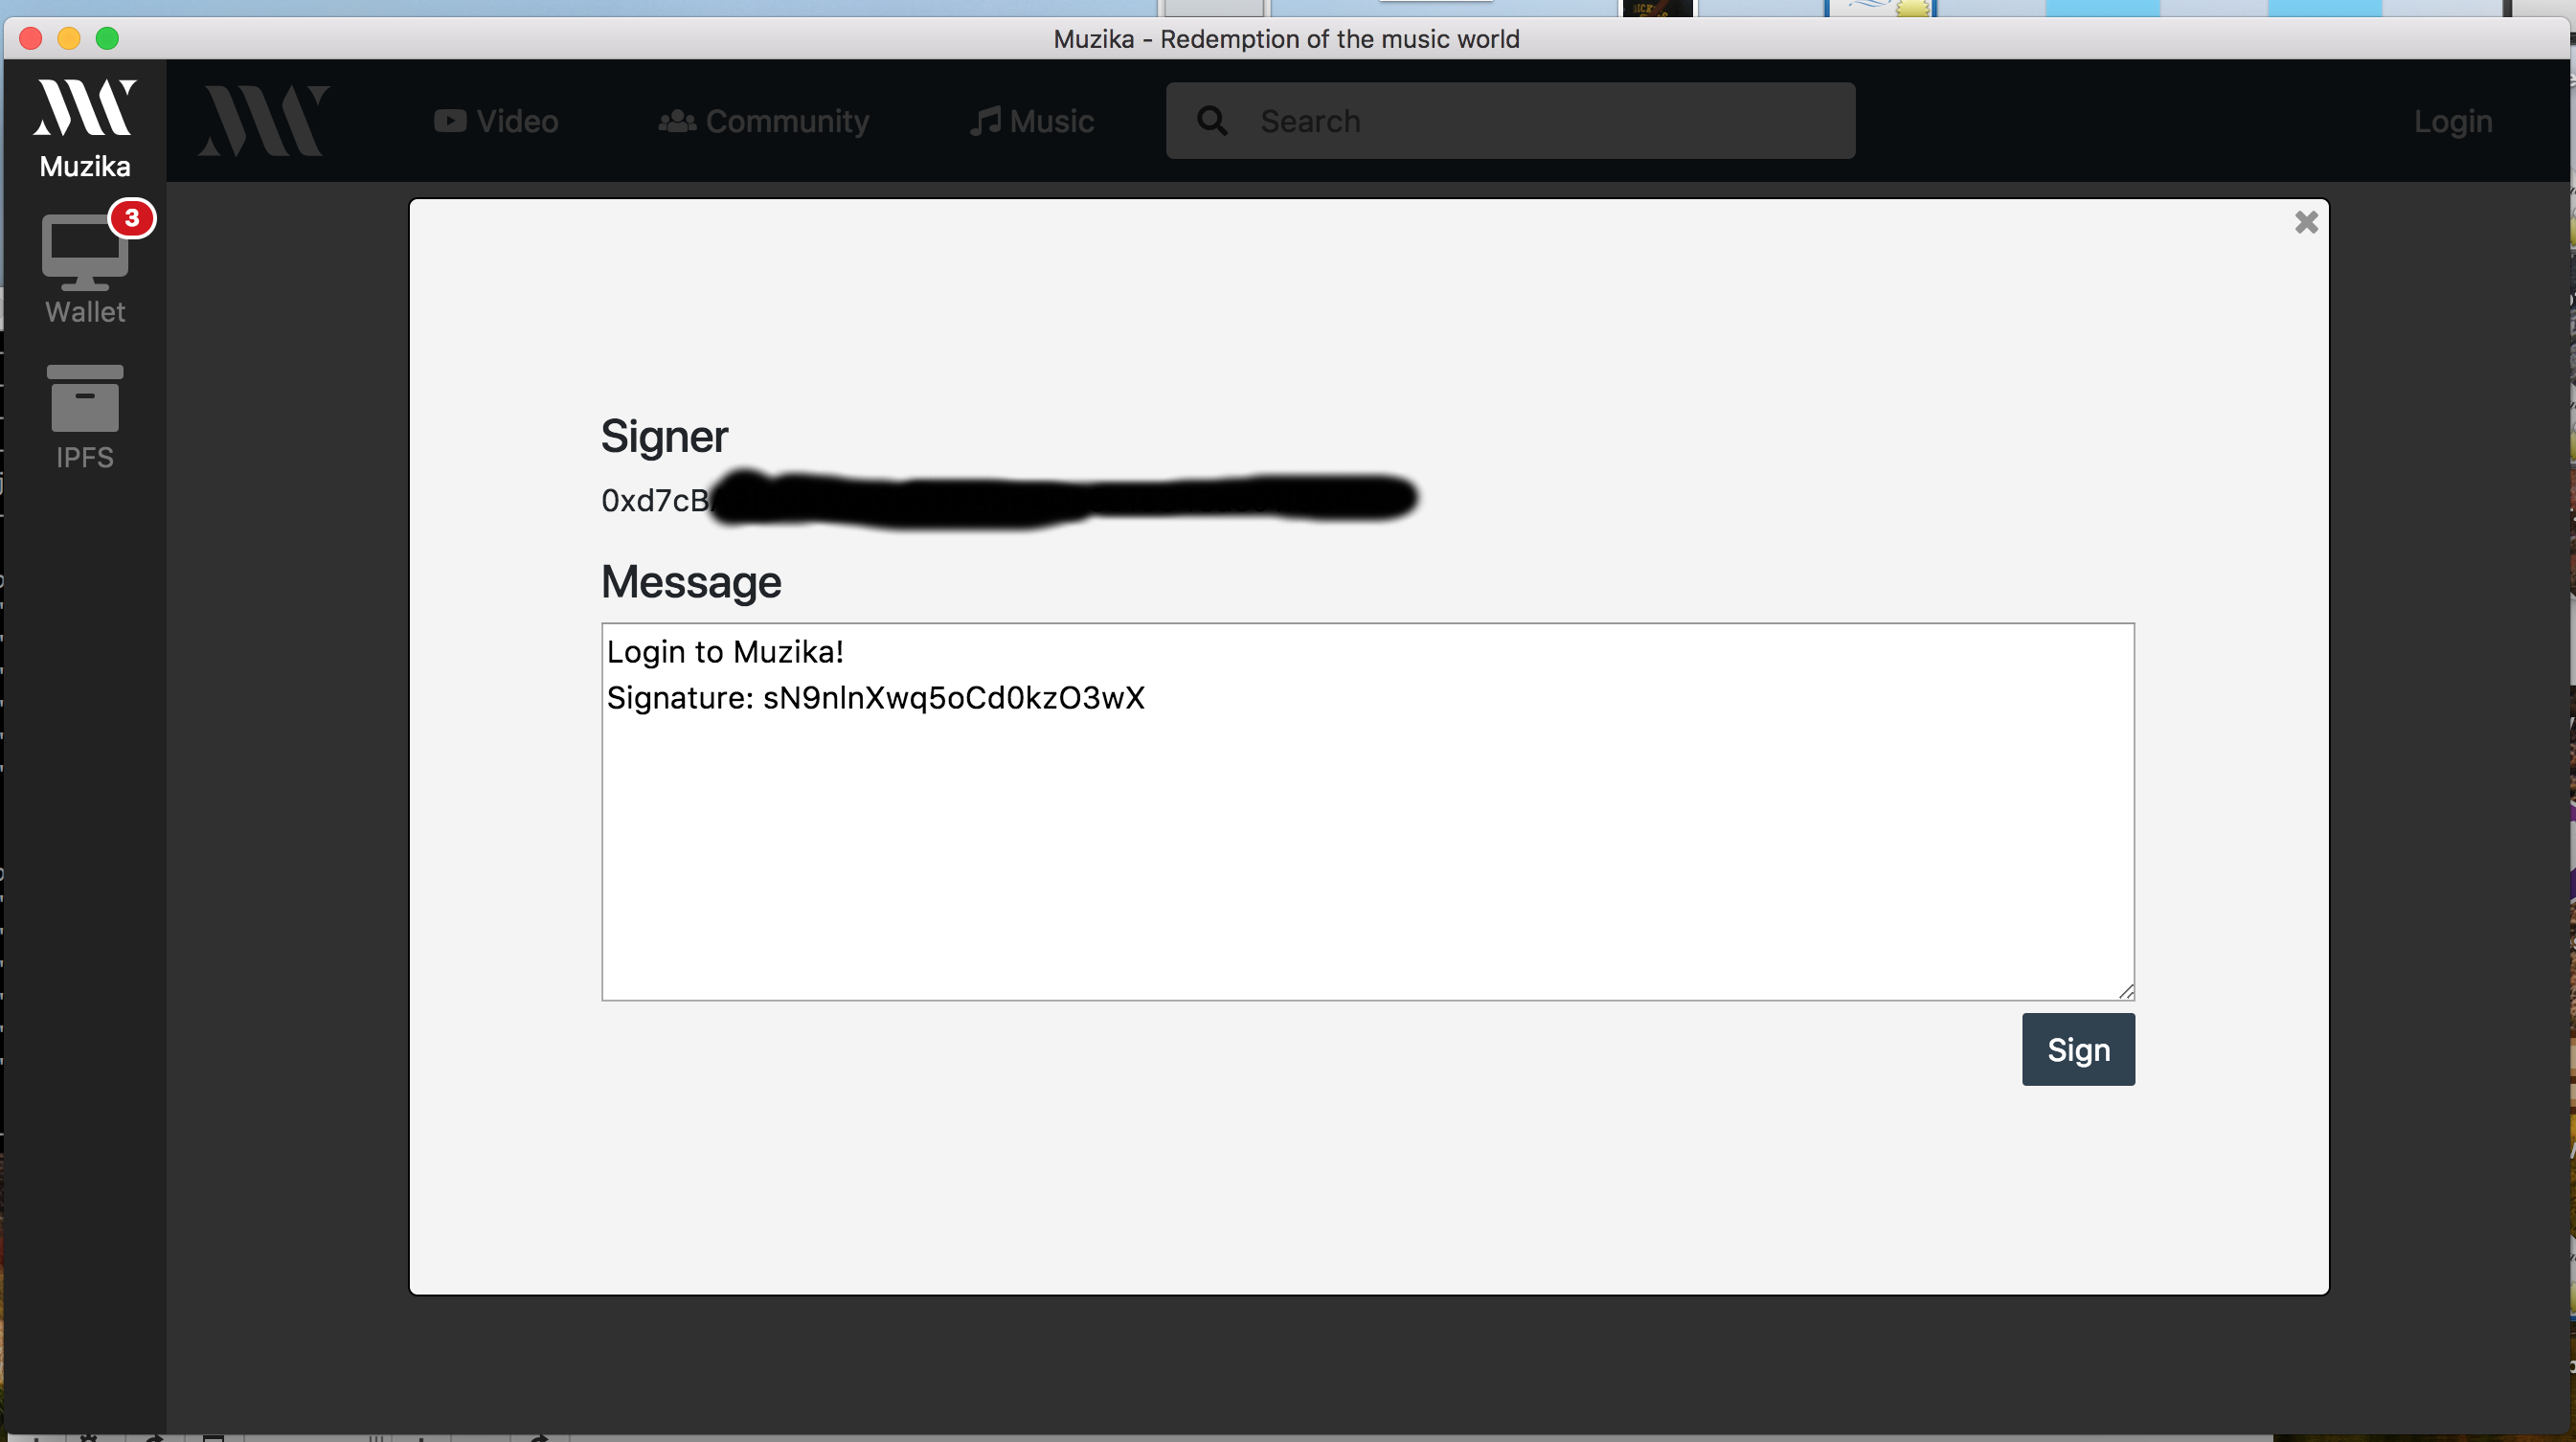 Muzika - Redemption of the music world
Muzika
3
Wallet
IPFS
Video
Community
Music
Search
Login
Signer
0xd7cB
Message
Login to Muzika!
Signature: sN9nlnXwq5oCd0kzO3wX
Sign